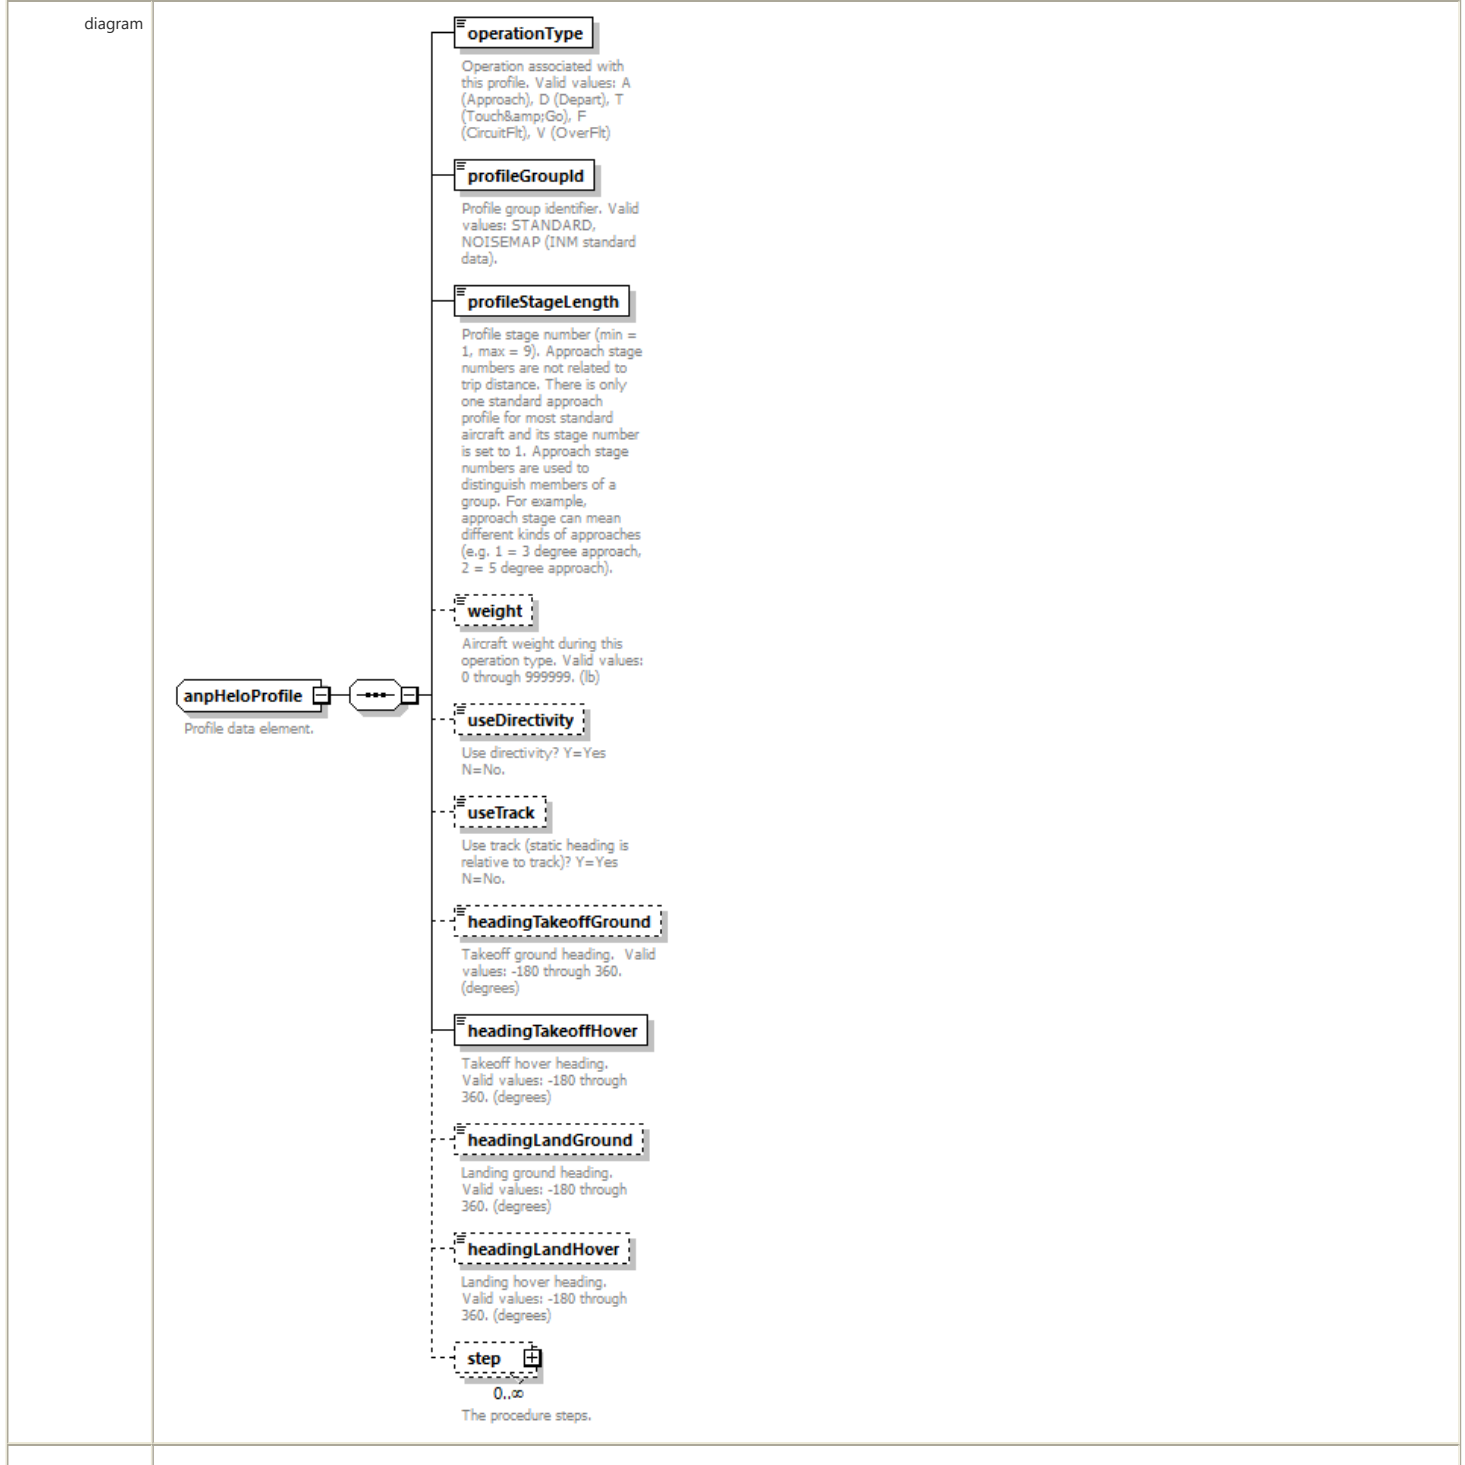 diagram
operationType
Operation associated with
this profile. Valid values: A
(Approach), D (Depart), T
(Touch&amp;Go), F
(CircuitFlt), V (OverFlt)
profileGroupId
Profile group identifier. Valid
values: STANDARD,
NOISEMAP (INM standard
data).
profileStageLength
Profile stage number (min =
1, max = 9). Approach stage
numbers are not related to
trip distance. There is only
one standard approach
profile for most standard
aircraft and its stage number
is set to 1. Approach stage
numbers are used to
distinguish members of a
group. For example,
approach stage can mean
different kinds of approaches
(e.g. 1 = 3 degree approach,
2 = 5 degree approach).
weight
Aircraft weight during this
operation type. Valid values:
0 through 999999. (lb)
anpHeloProfile
Profile data element.
useDirectivity
Use directivity? Y=Yes
N=No.
useTrack
Use track (static heading is
relative to track)? Y=Yes
N=No.
headingTakeoffGround
Takeoff ground heading.  Valid
values: -180 through 360.
(degrees)
headingTakeoffHover
Takeoff hover heading.
Valid values: -180 through
360. (degrees)
headingLandGround
Landing ground heading.
Valid values: -180 through
360. (degrees)
headingLandHover
Landing hover heading.
Valid values: -180 through
360. (degrees)
step
0..∞
The procedure steps.